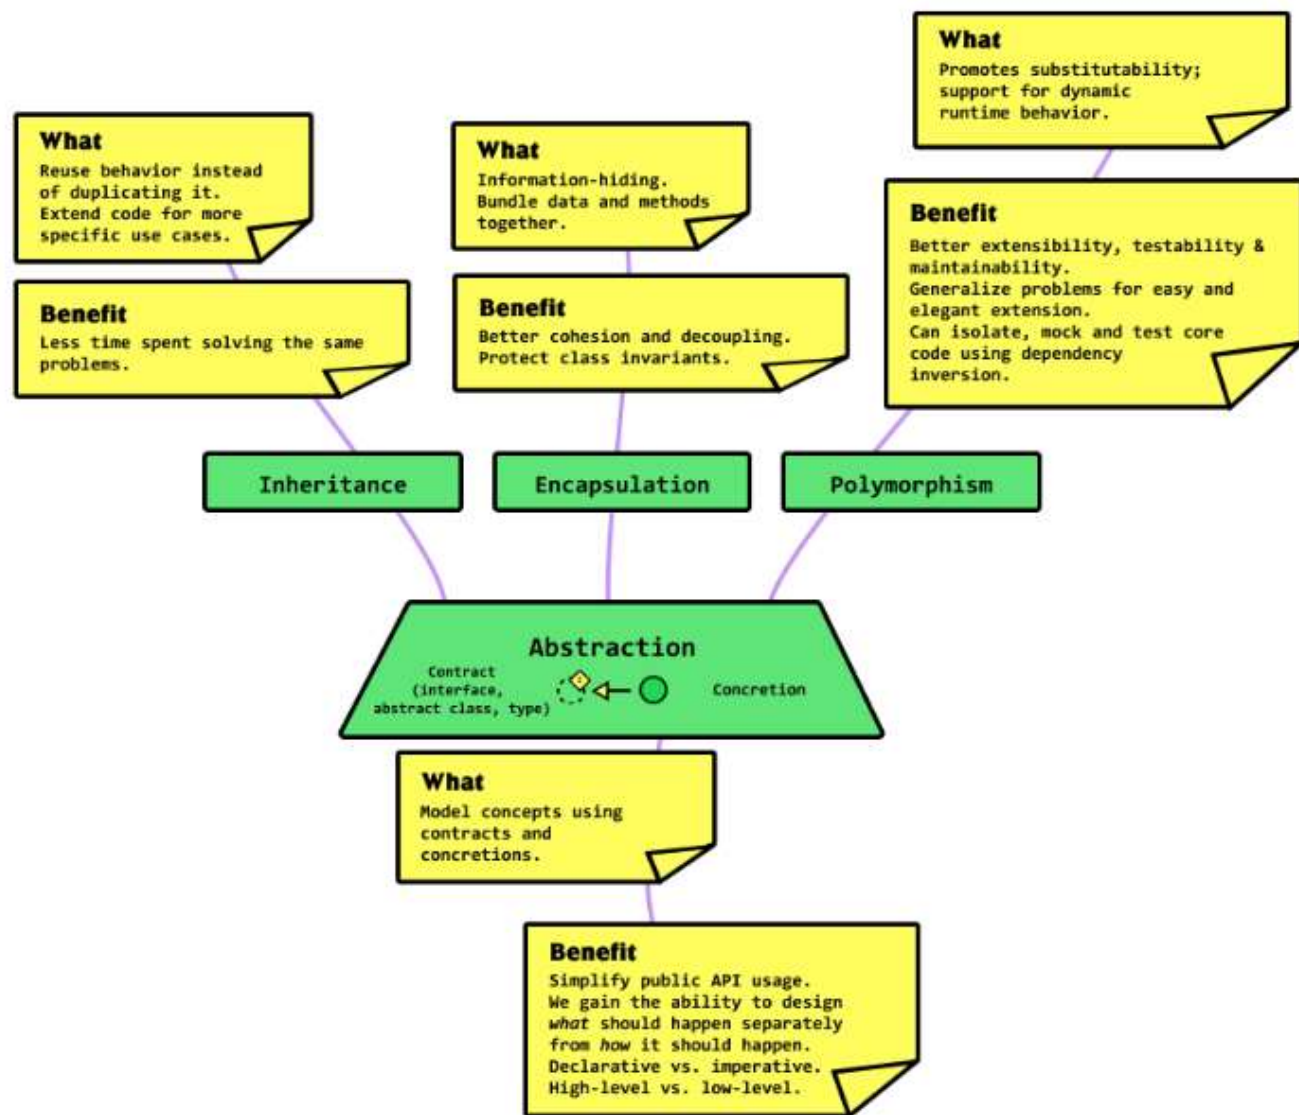 What
Promotes substitutability;
support for dynamic
runtime behavior.
What
Reuse behavior instead
of duplicating it.
Extend code for more
specific use cases.
What
Information-hiding.
Bundle data and methods
together.
Benefit
Better extensibility, testability &
maintainability.
Generalize problems for easy and
elegant extension.
Can isolate, mock and test core
code using dependency
inversion.
Benefit
Less time spent solving the same
problems.
Benefit
Better cohesion and decoupling.
Protect class invariants.
Inheritance
Encapsulation
Polymorphism
Abstraction
Contract
(interface,
abstract class, type)
Concretion
What
Model concepts using
contracts and
concretions.
Benefit
Simplify public API usage.
We gain the ability to design
what should happen separately
from how it should happen.
Declarative vs. imperative.
High-level vs. low-level.